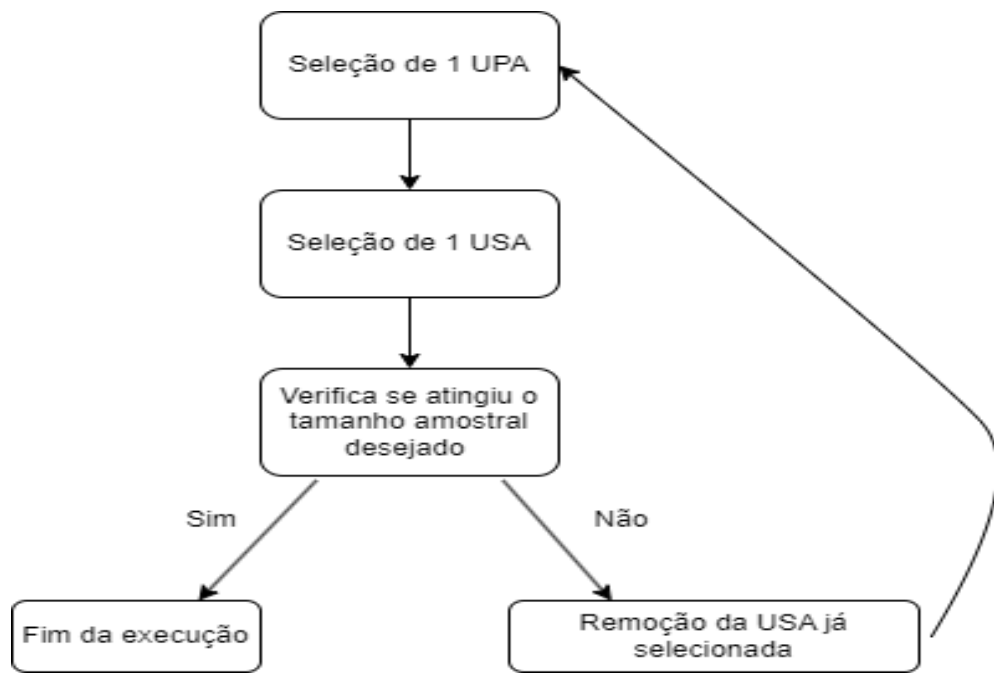 Seleção de 1 UPA
Seleção de 1 USA
Verifica se atingiu o
tamanho amostral
desejado
Sim
Não
Fim da execução
Remoção da USA já
selecionada